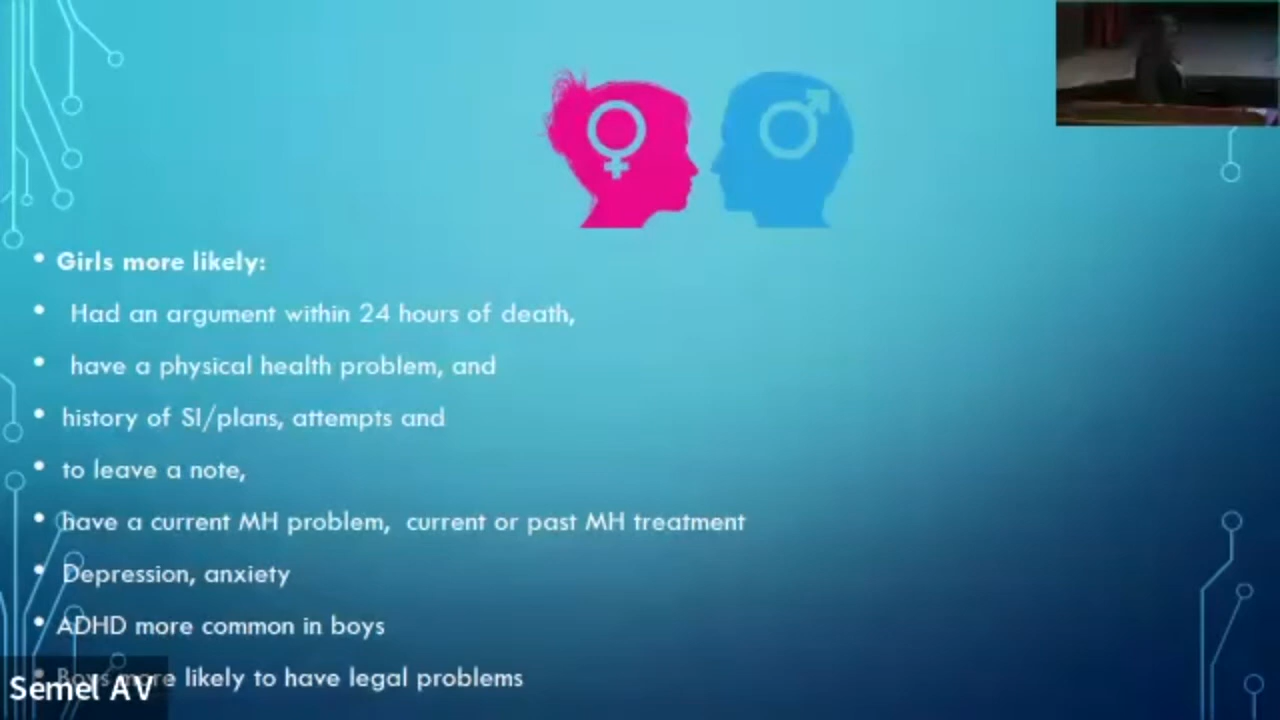 • Girls more likely:
• Had an argument within 24 hours of death,
• have a physical health problem, and
• history of SI/plans, attempts and
• to leave a note,
• have a current MH problem, current or past MH treatment
• Depression, anxiety
• ADHD more common in boys
• Boys more likely to have legal problems
Semel AV